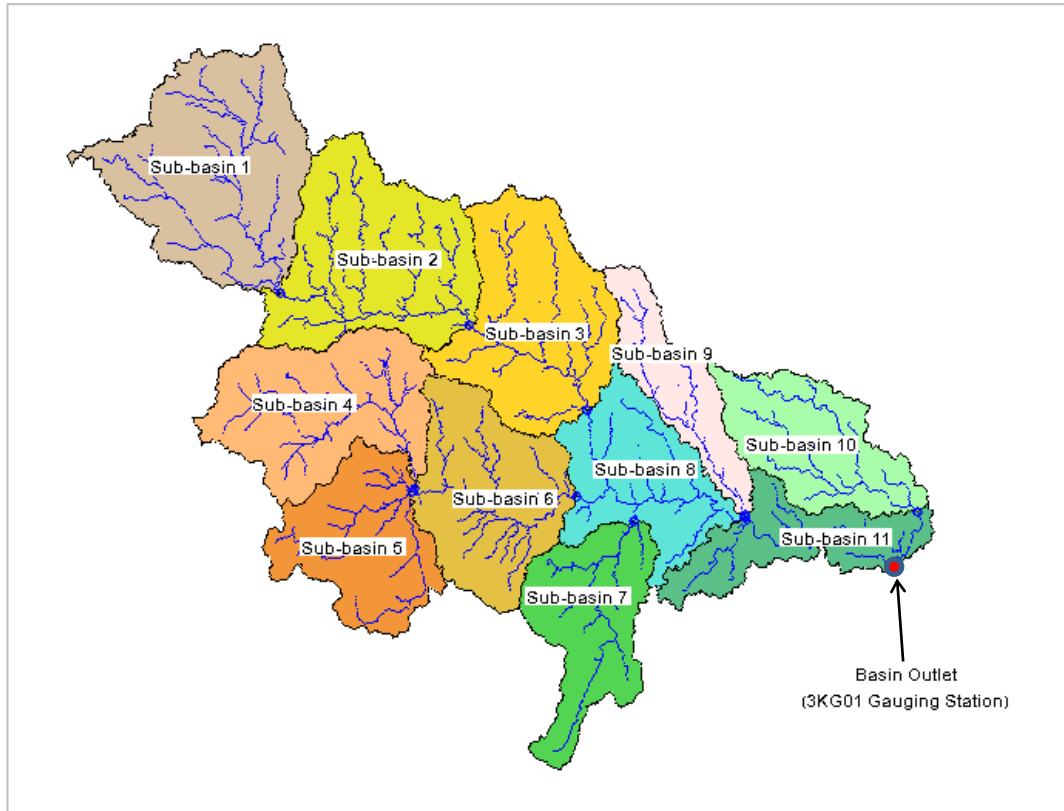 Sub-basin 1
Sub-basin 2
Sub-basin 3
Sub-basin 9
Sub-basin 4
Sub-basin 10
Sub-basin 8
Sub-basin 6
Sub-basin 11
Sub-basin 5
Sub-basin 7
Basin Outlet
(3KG01 Gauging Station)